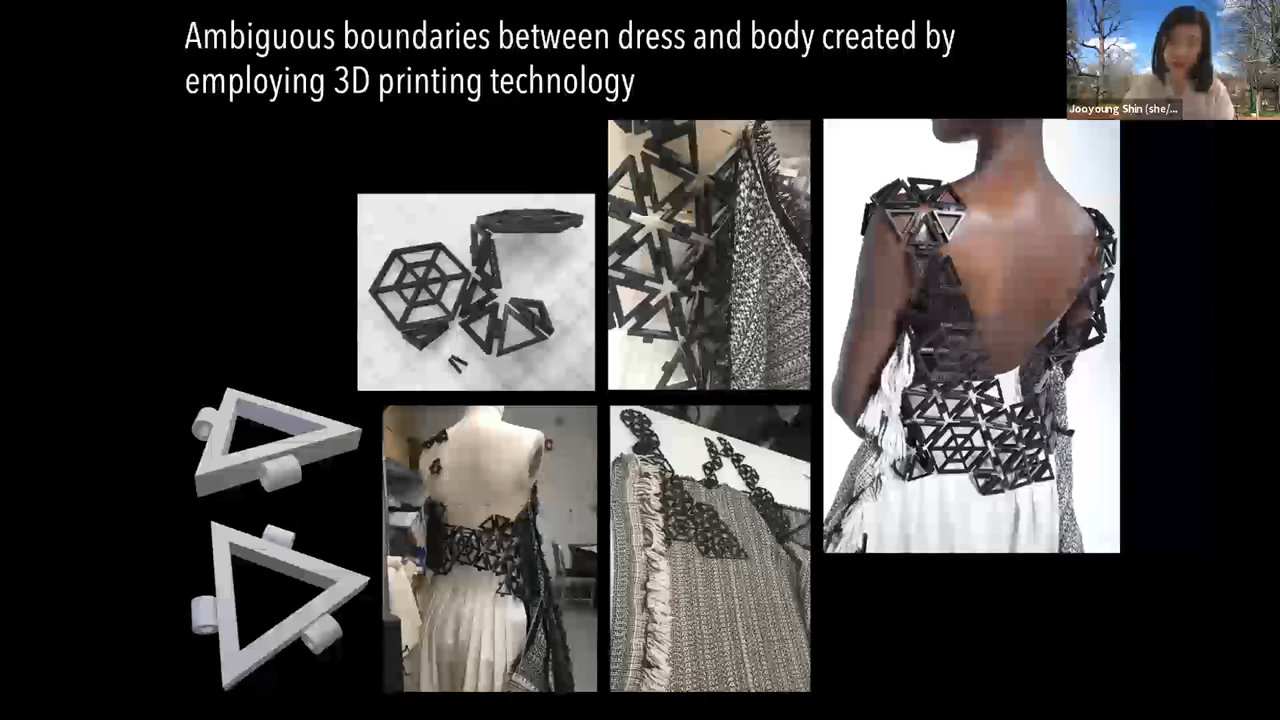 Ambiguous boundaries between dress and body created by
employing 3D printing technology
Jooyoung Shin (she/...